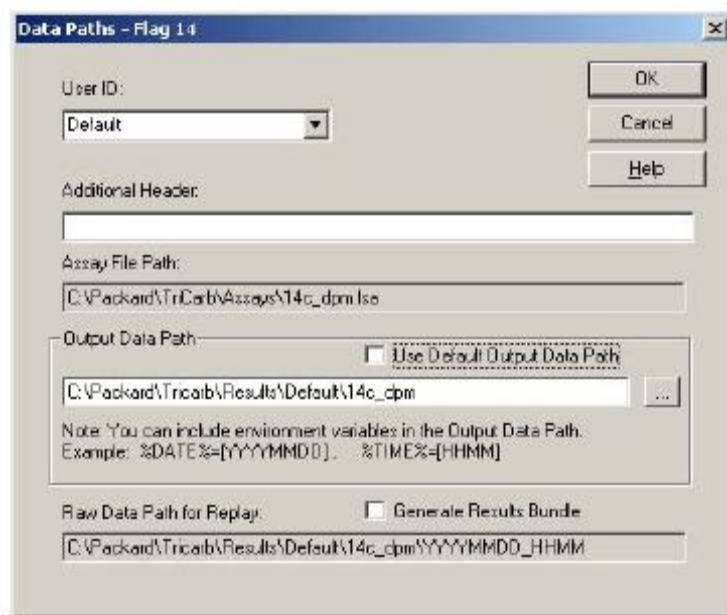 Data Paths - Flag 14
User ID:
Default
OK
Cancel
Help
Additional Header:
Assay File Path:
C:\Packard\TriCarb\Assays\14c_dpm.lsa
Output Data Path
Use Default Output Data Path
C:\Packard\Tricarb\Results\Default\14c_dpm
...
Note: You can include environment variables in the Output Data Path.
Example: %DATE%=[YYYYMMDD], %TIME%=[HHMM]
Raw Data Path for Replay:
Generate Results Bundle
C:\Packard\Tricarb\Results\Default\14c_dpm\YYYYMMDD_HHMM